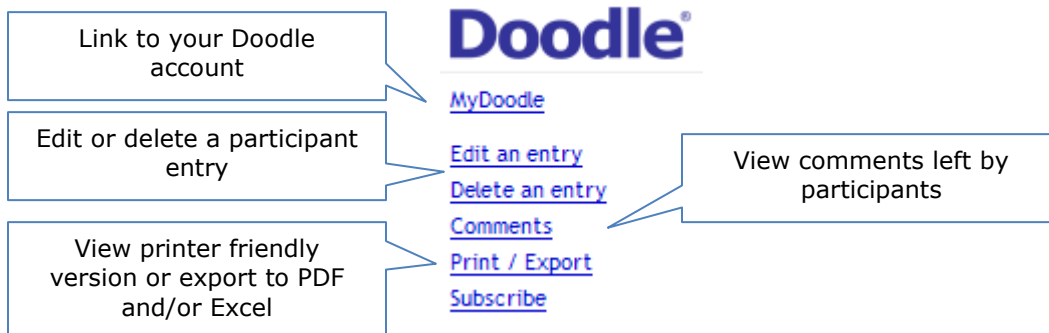 Link to your Doodle
account
Doodle®
MyDoodle
Edit or delete a participant
entry
Edit an entry
Delete an entry
View comments left by
participants
Comments
View printer friendly
version or export to PDF
and/or Excel
Print / Export
Subscribe